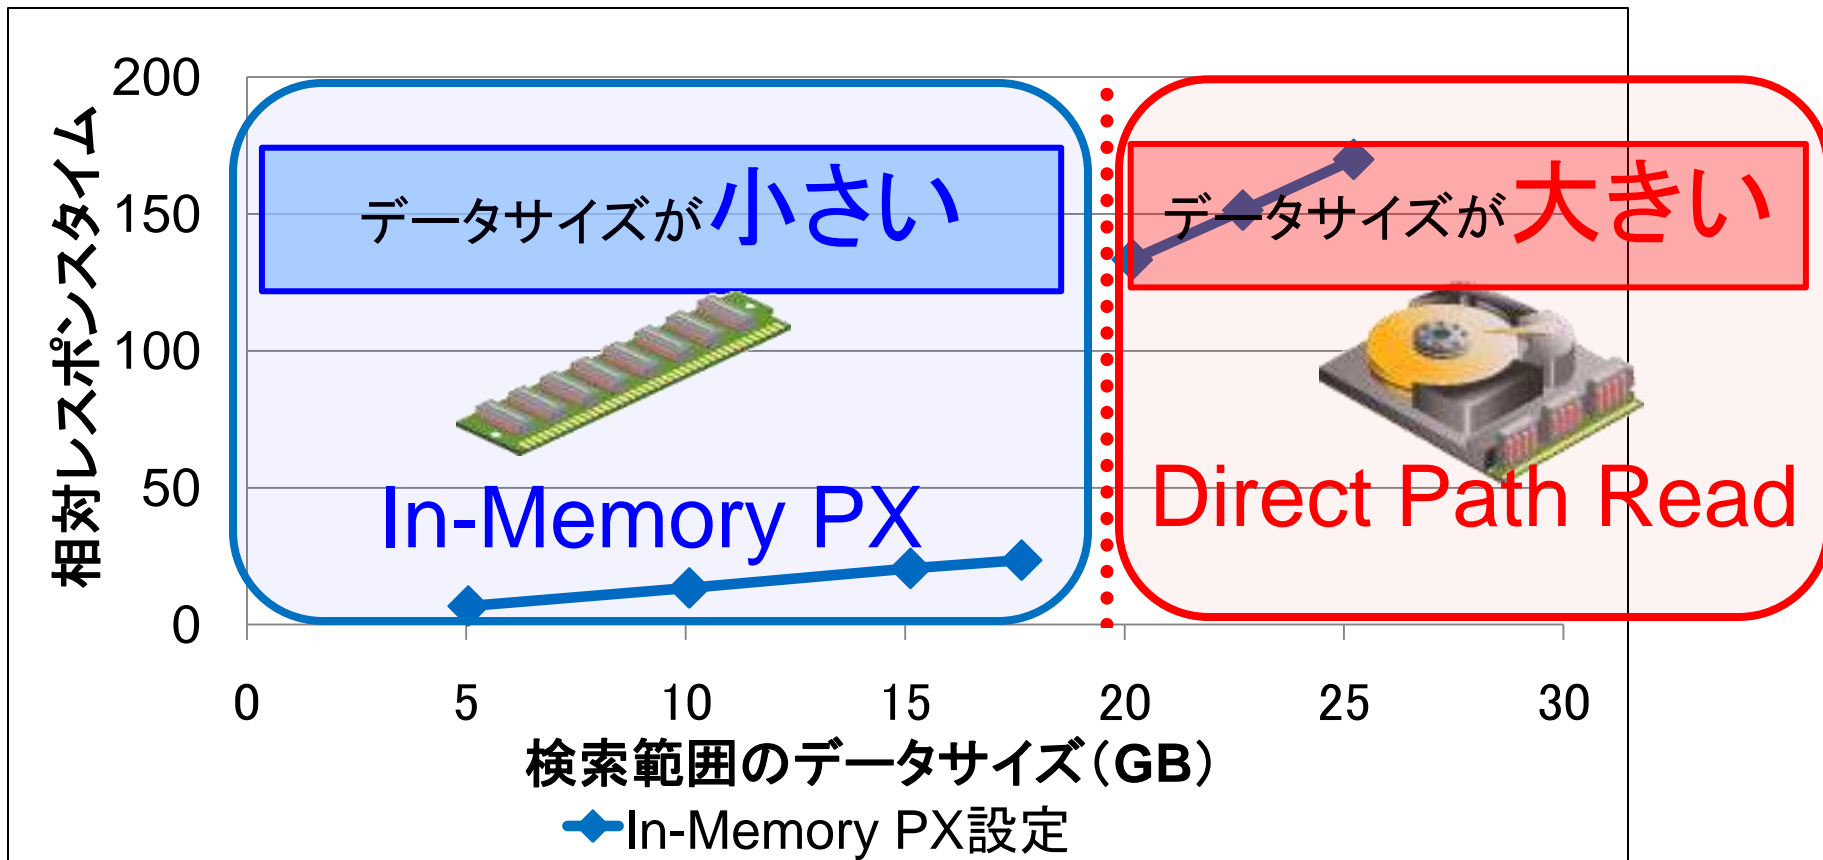 200
150
100
50
0
相対レスポンスタイム
データサイズが小さい
データサイズが大きい
In-Memory PX
Direct Path Read
0 5 10 15 20 25 30
検索範囲のデータサイズ（GB）
In-Memory PX設定